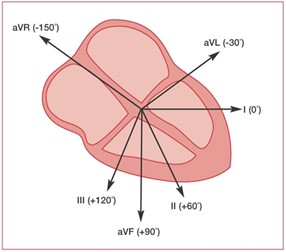 aVR (-150°)
aVL (-30°)
I (0°)
III (+120°)
II (+60°)
aVF (+90°)